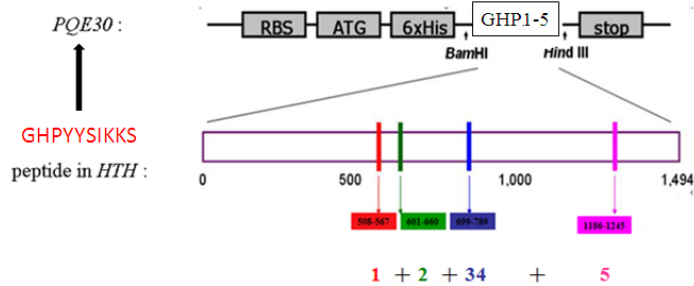 PQE30 :
RBS ATG 6xHis GHP1-5 stop
BamHI Hind III
GHPYYSIKKS
peptide in HTH :
0 500 1,000 1,494
508-567 601-660 699-789 1186-1245
1 + 2 + 34 + 5